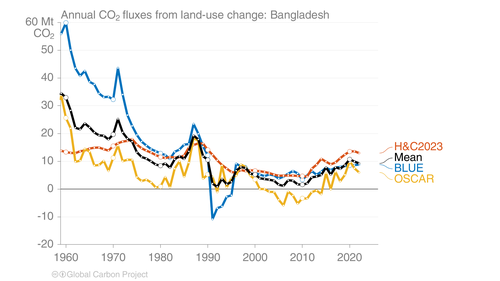 Annual CO₂ fluxes from land-use change: Bangladesh
60 Mt
CO₂
50
40
30
20
10
0
-10
-20
1960
1970
1980
1990
2000
2010
2020
H&C2023
Mean
BLUE
OSCAR
Global Carbon Project